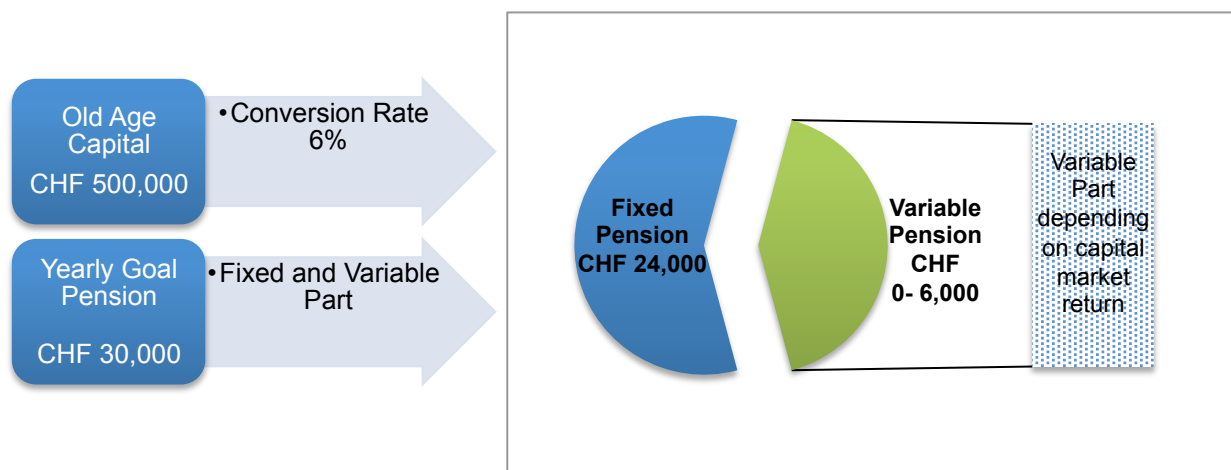 Old Age
Capital
CHF 500,000
•Conversion Rate
6%
Yearly Goal
Pension
CHF 30,000
•Fixed and Variable
Part
Fixed
Pension
CHF 24,000
Variable
Pension
CHF
0- 6,000
Variable
Part
depending
on capital
market
return